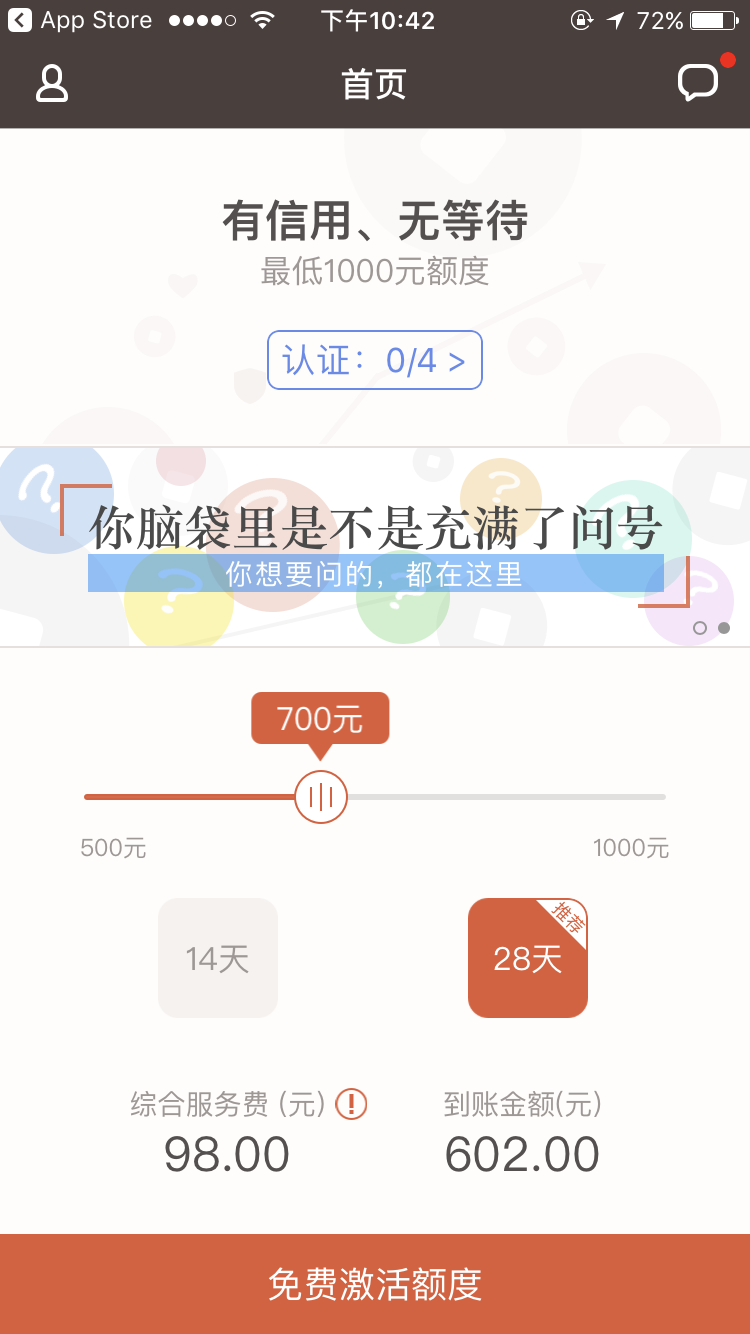 App Store 下午10:42 72%
首页
有信用、无等待
最低1000元额度
认证：0/4 >
你脑袋里是不是充满了问号
你想要问的，都在这里
700元
500元 1000元
14天 28天 推荐
综合服务费 (元) 到账金额(元)
98.00 602.00
免费激活额度